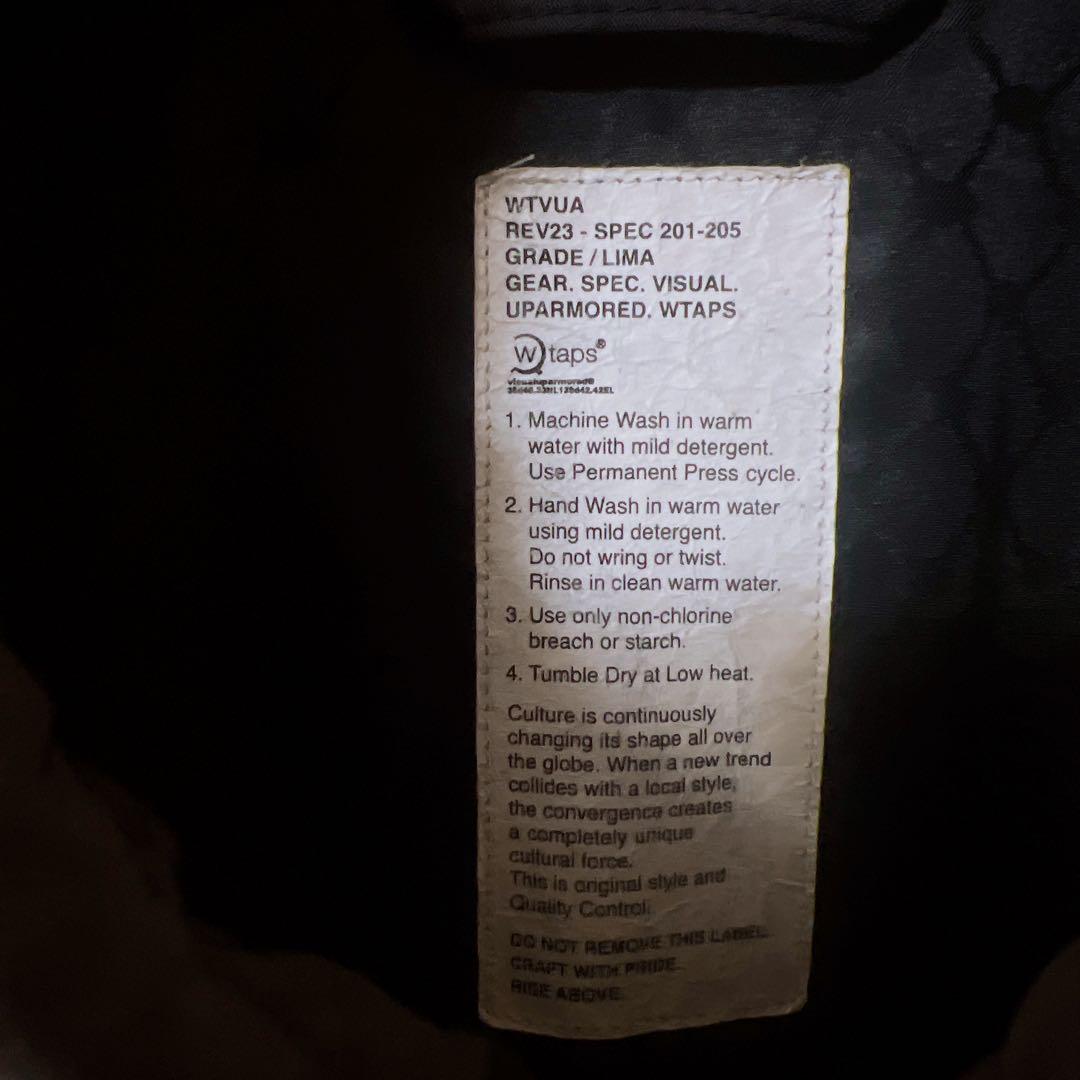 WTVUA
REV23 - SPEC 201-205
GRADE / LIMA
GEAR. SPEC. VISUAL.
UPARMORED. WTAPS
W)taps®
visualuparmored®
1. Machine Wash in warm
water with mild detergent.
Use Permanent Press cycle.
2. Hand Wash in warm water
using mild detergent.
Do not wring or twist.
Rinse in clean warm water.
3. Use only non-chlorine
breach or starch.
4. Tumble Dry at Low heat.
Culture is continuously
changing its shape all over
the globe. When a new trend
collides with a local style,
the convergence creates
a completely unique
cultural force.
This is original style and
Quality Control.
DO NOT REMOVE THIS LABEL.
CRAFT WITH PRIDE
RISE ABOVE